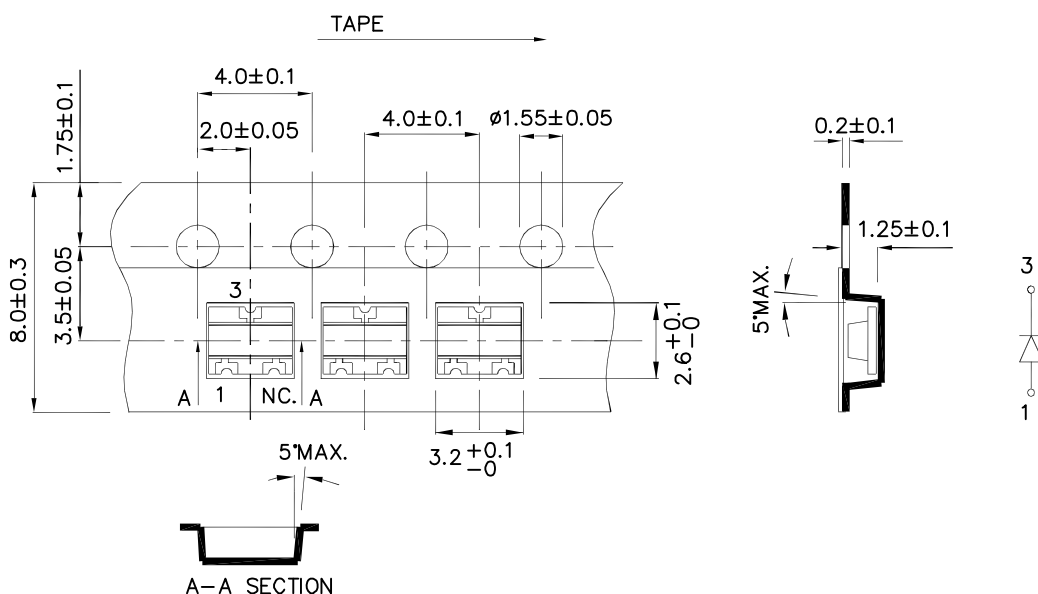 TAPE
4.0±0.1
2.0±0.05
4.0±0.1
ø1.55±0.05
1.75±0.1
3.5±0.05
8.0±0.3
3
A
1
NC.
A
2.6 +0.1 −0
3.2 +0.1 −0
0.2±0.1
1.25±0.1
5°MAX.
3
1
5°MAX.
A−A SECTION